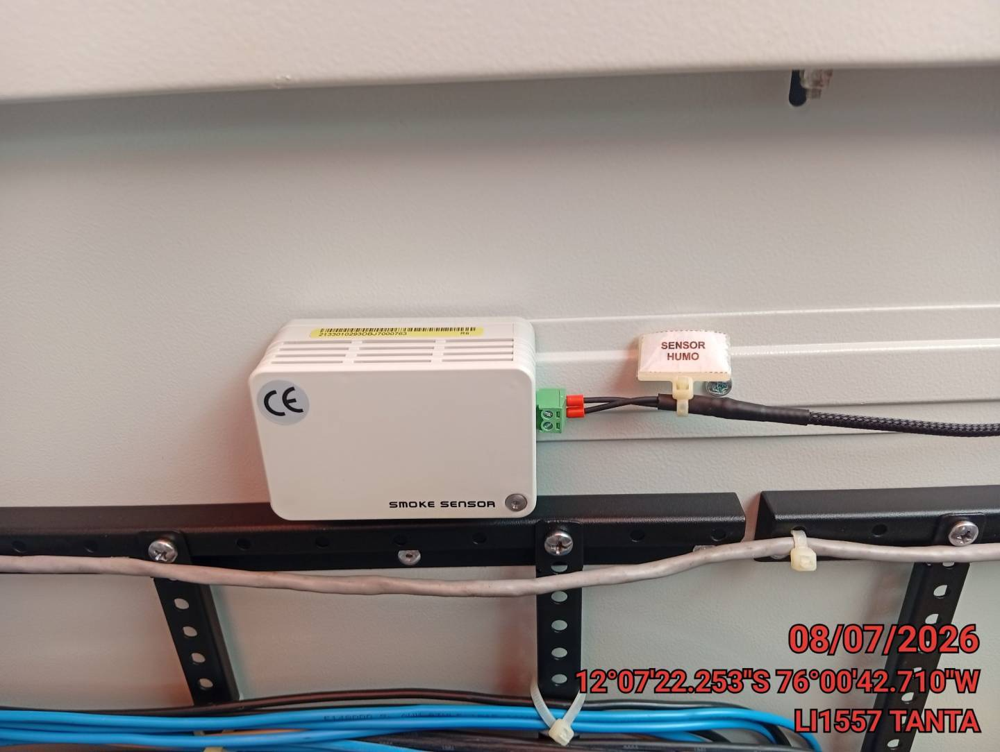 2133010293DBJ7000763 R6
CE
SENSOR
HUMO
SMOKE SENSOR
08/07/2026
12°07'22.253"S 76°00'42.710"W
LI1557 TANTA